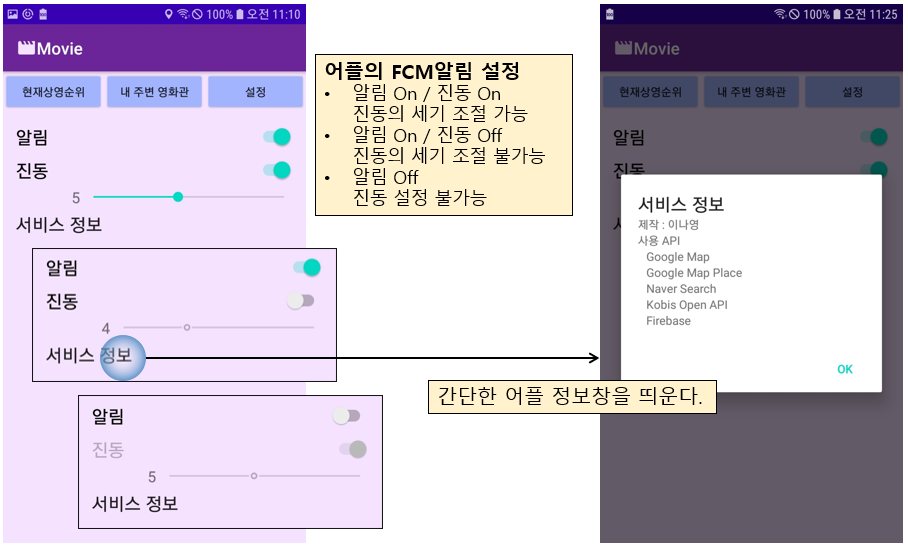 100% 오전 11:10
Movie
현재상영순위
내 주변 영화관
설정
알림
진동
5
서비스 정보
알림
진동
4
서비스 정보
알림
진동
5
서비스 정보
어플의 FCM알림 설정
• 알림 On / 진동 On
진동의 세기 조절 가능
• 알림 On / 진동 Off
진동의 세기 조절 불가능
• 알림 Off
진동 설정 불가능
간단한 어플 정보창을 띄운다.
100% 오전 11:25
Movie
현재상영순위
내 주변 영화관
설정
알림
진동
서비스 정보
제작 : 이나영
사용 API
Google Map
Google Map Place
Naver Search
Kobis Open API
Firebase
OK